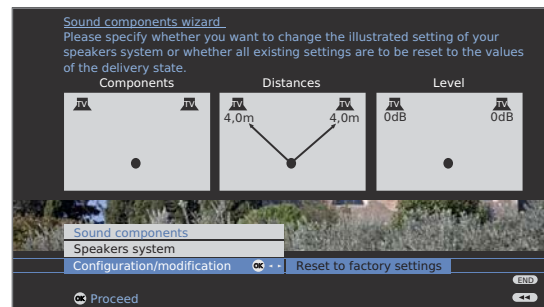 Sound components wizard
Please specify whether you want to change the illustrated setting of your
speakers system or whether all existing settings are to be reset to the values
of the delivery state.
Components Distances Level
TV TV TV TV TV TV
4,0m 4,0m 0dB 0dB
Sound components
Speakers system
Configuration/modification OK Reset to factory settings
END
OK Proceed